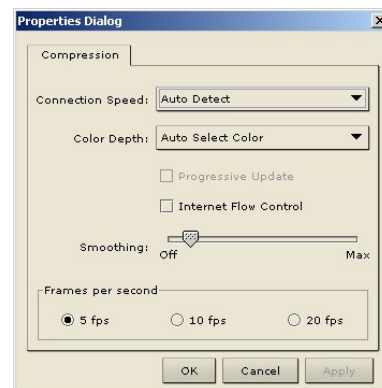 Properties Dialog
Compression
Connection Speed: Auto Detect
Color Depth: Auto Select Color
Progressive Update
Internet Flow Control
Smoothing:
Off Max
Frames per second
5 fps 10 fps 20 fps
OK Cancel Apply